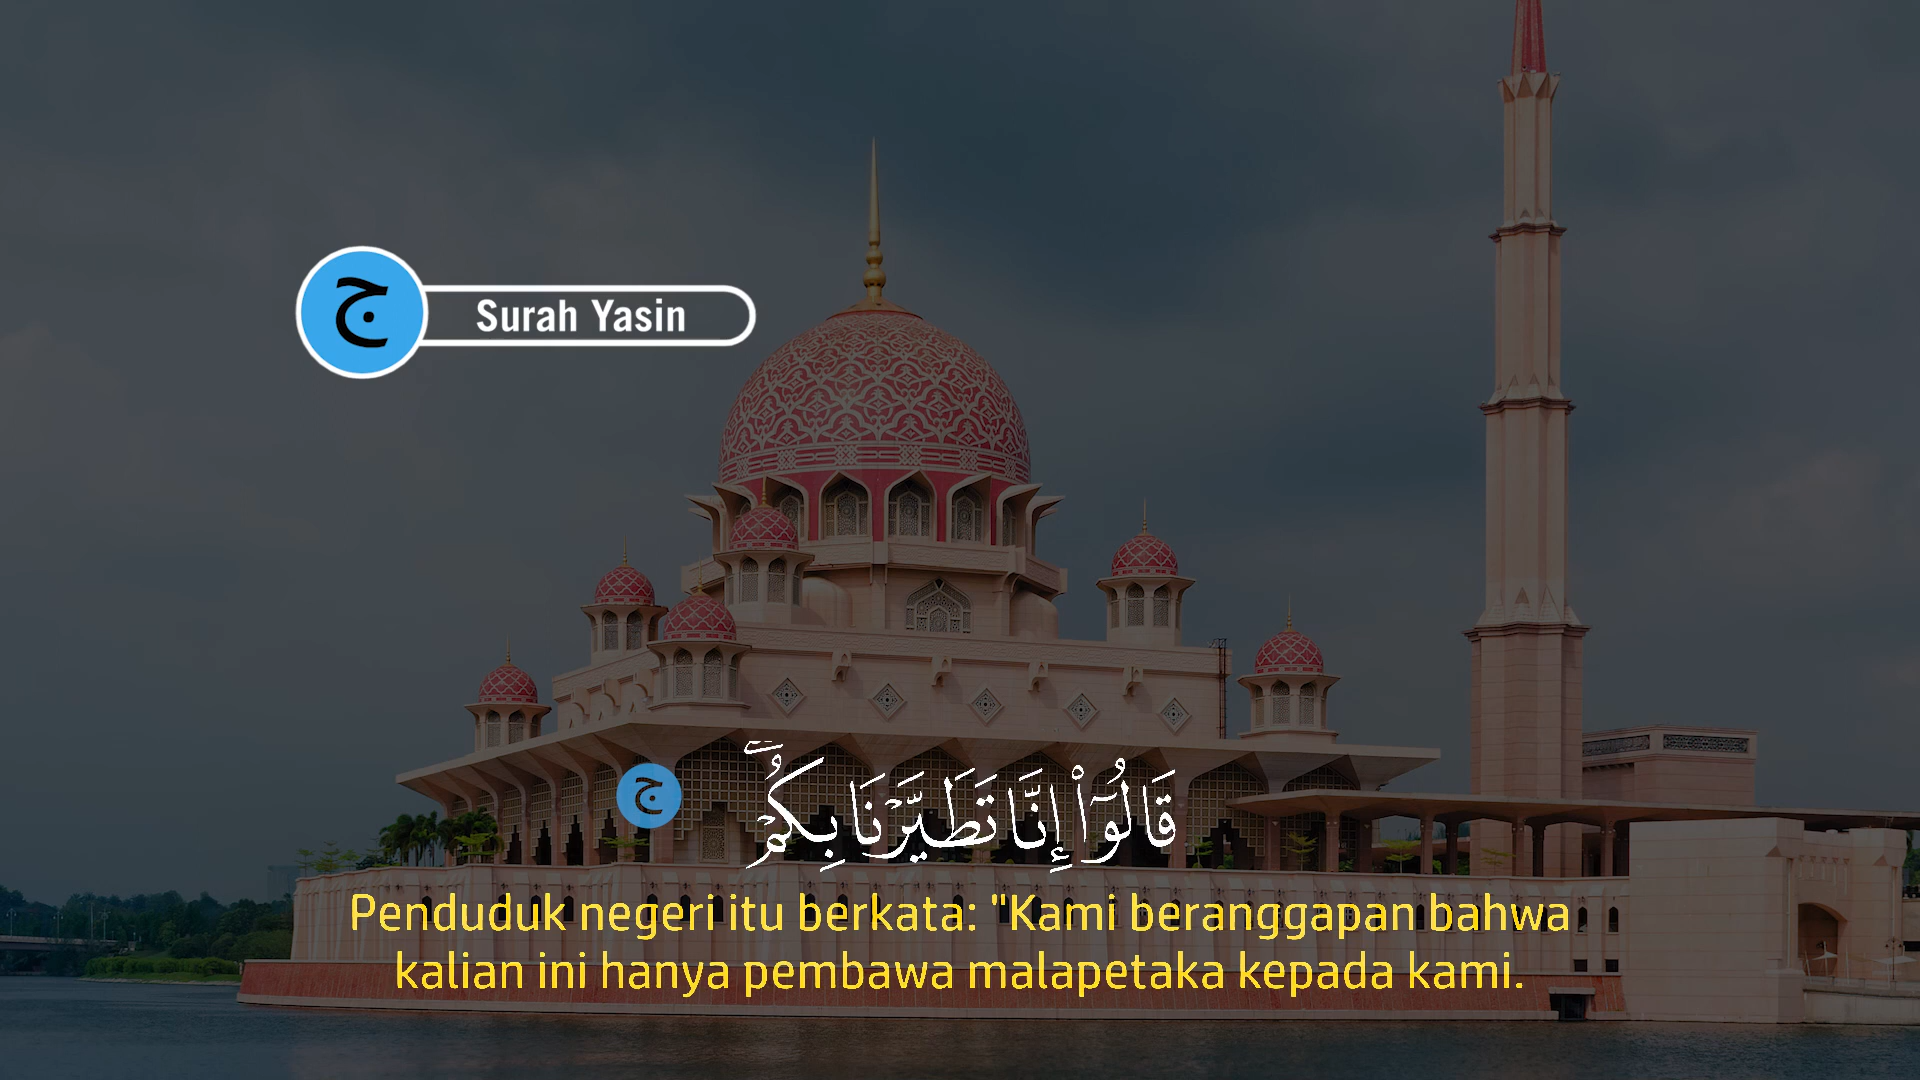 ج Surah Yasin
قَالُوٓا۟ إِنَّا تَطَيَّرْنَا بِكُمْ ۖ ج
Penduduk negeri itu berkata: "Kami beranggapan bahwa
kalian ini hanya pembawa malapetaka kepada kami.